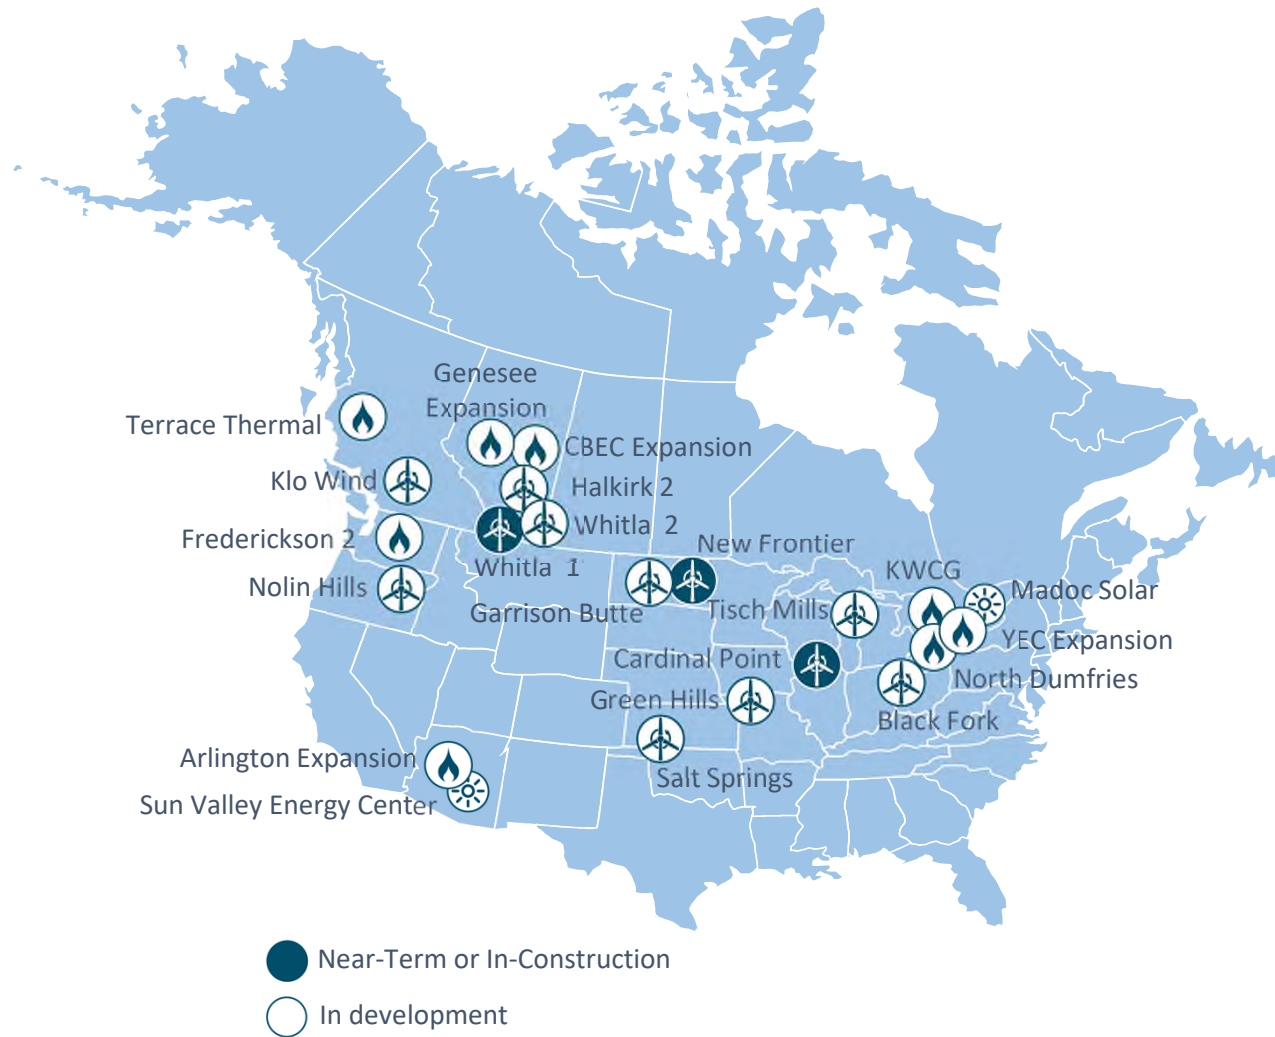 Genesee
Expansion
Terrace Thermal
CBEC Expansion
Klo Wind
Halkirk 2
Whitla 2
Frederickson 2
New Frontier
Whitla 1
KWCG
Nolin Hills
Madoc Solar
Garrison Butte
Tisch Mills
YEC Expansion
Cardinal Point
North Dumfries
Green Hills
Black Fork
Arlington Expansion
Salt Springs
Sun Valley Energy Center
Near-Term or In-Construction
In development